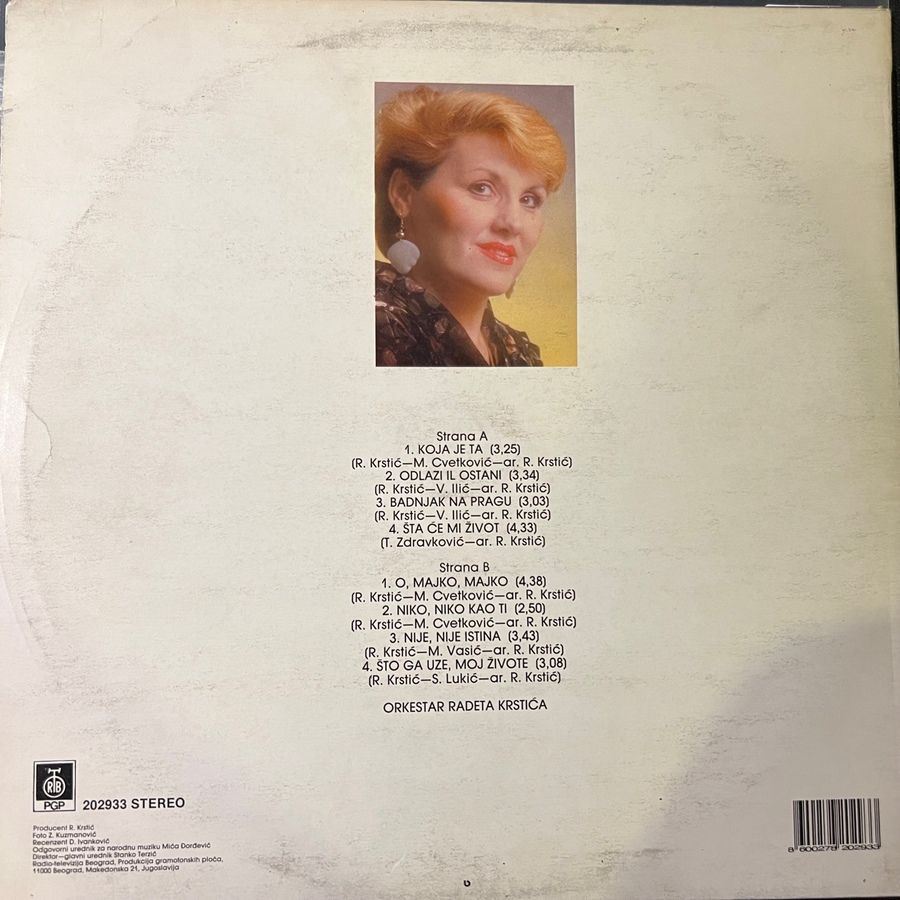 Strana A
1. KOJA JE TA (3,25)
(R. Krstić—M. Cvetković—ar. R. Krstić)
2. ODLAZI IL OSTANI (3,34)
(R. Krstić—V. Ilić—ar. R. Krstić)
3. BADNJAK NA PRAGU (3,03)
(R. Krstić—V. Ilić—ar. R. Krstić)
4. ŠTA ĆE MI ŽIVOT (4,33)
(T. Zdravković—ar. R. Krstić)
Strana B
1. O, MAJKO, MAJKO (4,38)
(R. Krstić—M. Cvetković—ar. R. Krstić)
2. NIKO, NIKO KAO TI (2,50)
(R. Krstić—M. Cvetković—ar. R. Krstić)
3. NIJE, NIJE ISTINA (3,43)
(R. Krstić—M. Vasić—ar. R. Krstić)
4. ŠTO GA UZE, MOJ ŽIVOTE (3,08)
(R. Krstić—S. Lukić—ar. R. Krstić)
ORKESTAR RADETA KRSTIĆA
RTB
PGP
202933 STEREO
Producent R. Krstić
Foto Z. Kuzmanović
Recenzent D. Ivanković
Odgovorni urednik za narodnu muziku Mića Đorđević
Direktor—glavni urednik Stanko Terzić
Radio-televizija Beograd, Produkcija gramofonskih ploča,
11000 Beograd, Makedonska 21, Jugoslavija
8 600278 202933